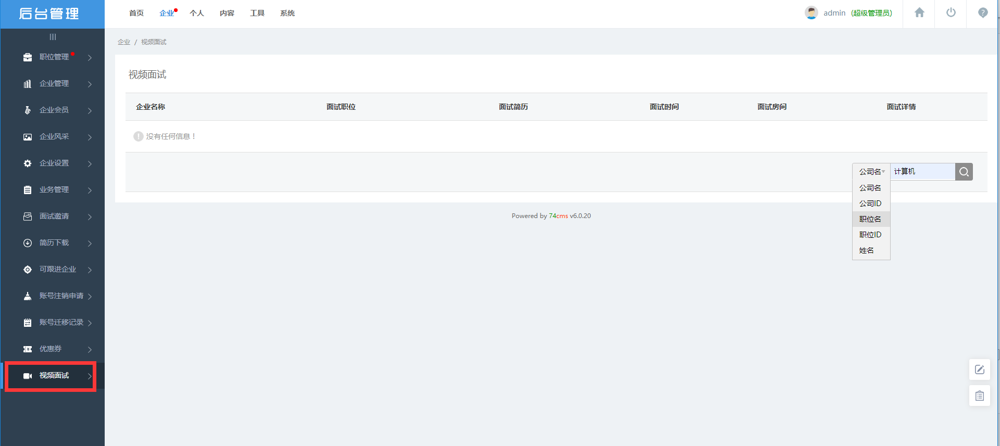 后台管理
首页 企业 个人 内容 工具 系统
admin (超级管理员)
职位管理
企业管理
企业会员
企业风采
企业设置
业务管理
面试邀请
简历下载
可跟进企业
账号注销申请
账号迁移记录
优惠券
视频面试
企业 / 视频面试
视频面试
企业名称 面试职位 面试简历 面试时间 面试房间 面试详情
没有任何信息！
公司名 计算机
公司名
公司ID
职位名
职位ID
姓名
Powered by 74cms v6.0.20